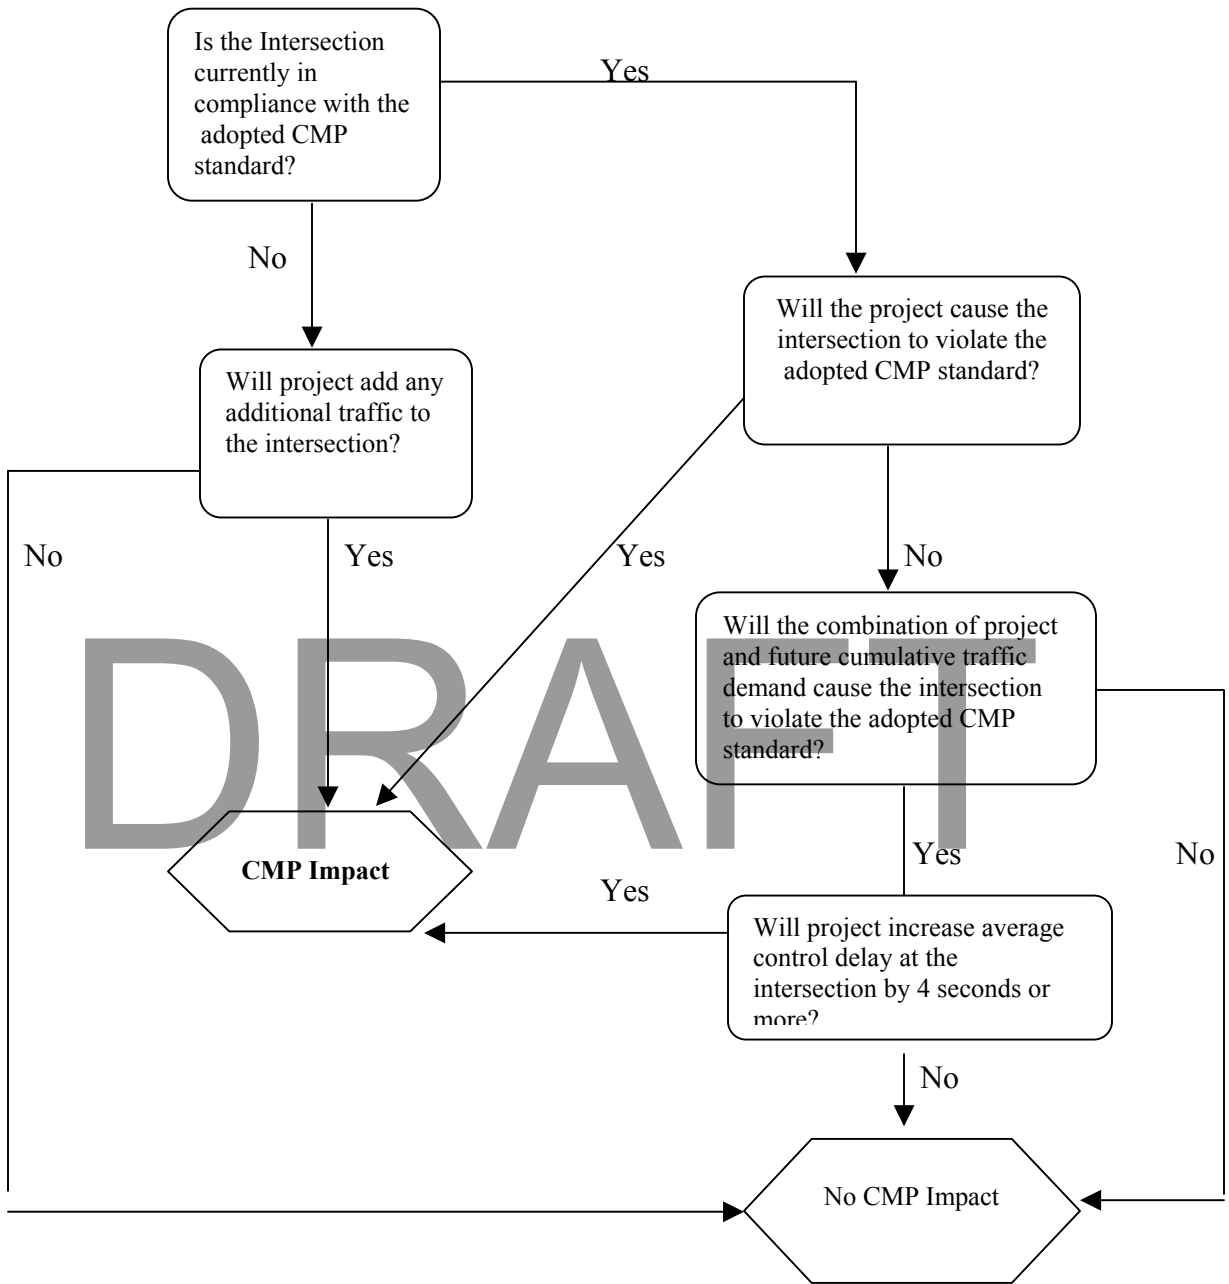 Is the Intersection
currently in
compliance with the
adopted CMP
standard?
Yes
No
Will the project cause the
intersection to violate the
adopted CMP standard?
Will project add any
additional traffic to
the intersection?
No
Yes
Yes
No
Will the combination of project
and future cumulative traffic
demand cause the intersection
to violate the adopted CMP
standard?
DRAFT
Yes
No
CMP Impact
Yes
Will project increase average
control delay at the
intersection by 4 seconds or
more?
No
No CMP Impact